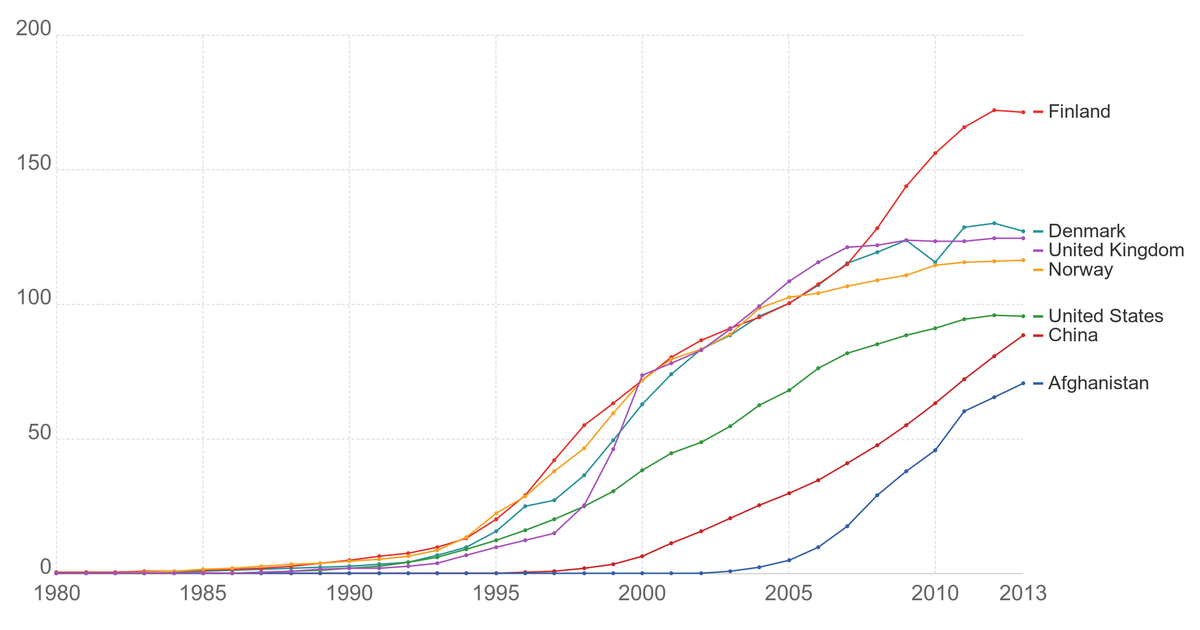 200
150
100
50
0
1980 1985 1990 1995 2000 2005 2010 2013
Finland
Denmark
United Kingdom
Norway
United States
China
Afghanistan